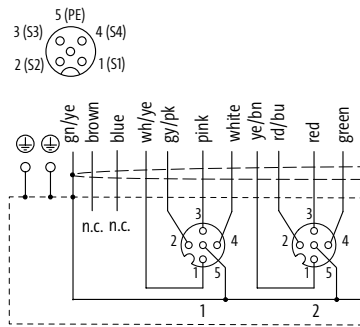 5 (PE)
3 (S3) 4 (S4)
2 (S2) 1 (S1)
gn/ye brown blue wh/ye gy/pk pink white ye/bn rd/bu red green
n.c. n.c.
3 3
2 4 2 4
1 5 1 5
1 2